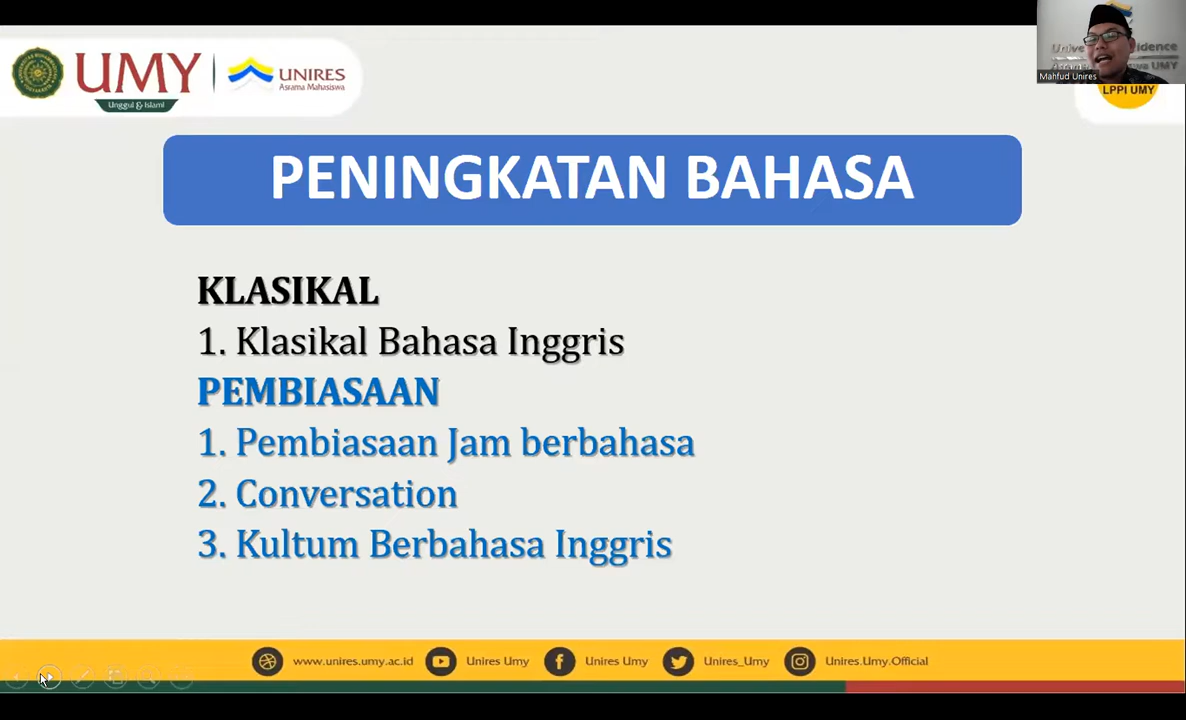 UMY
Unggul & Islami
UNIRES
Asrama Mahasiswa
Mahfud Unires
LPPI UMY
PENINGKATAN BAHASA
KLASIKAL
1. Klasikal Bahasa Inggris
PEMBIASAAN
1. Pembiasaan Jam berbahasa
2. Conversation
3. Kultum Berbahasa Inggris
www.unires.umy.ac.id
Unires Umy
Unires Umy
Unires_Umy
Unires.Umy.Official